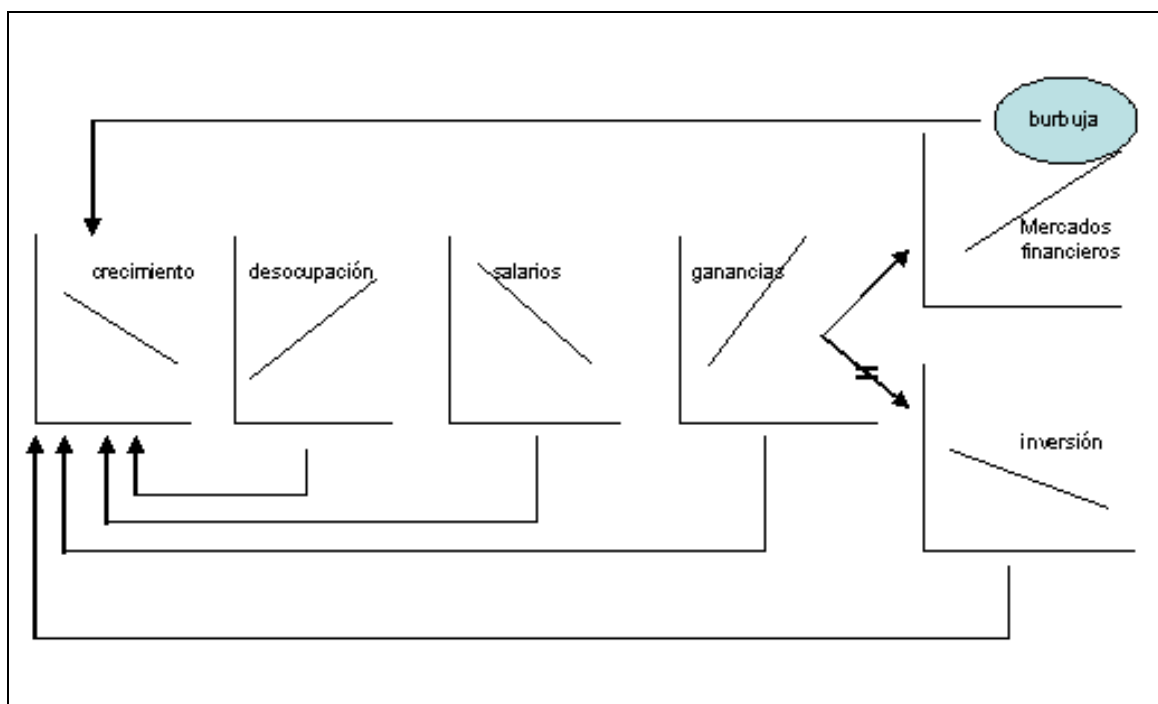 burbuja
Mercados
financieros
crecimiento
desocupación
salarios
ganancias
inversión